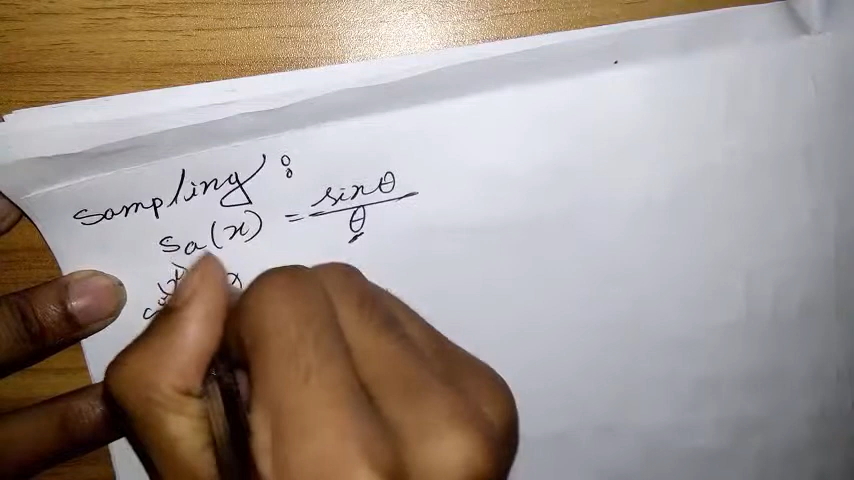 Sampling :
Sa(x) = sinθ/θ